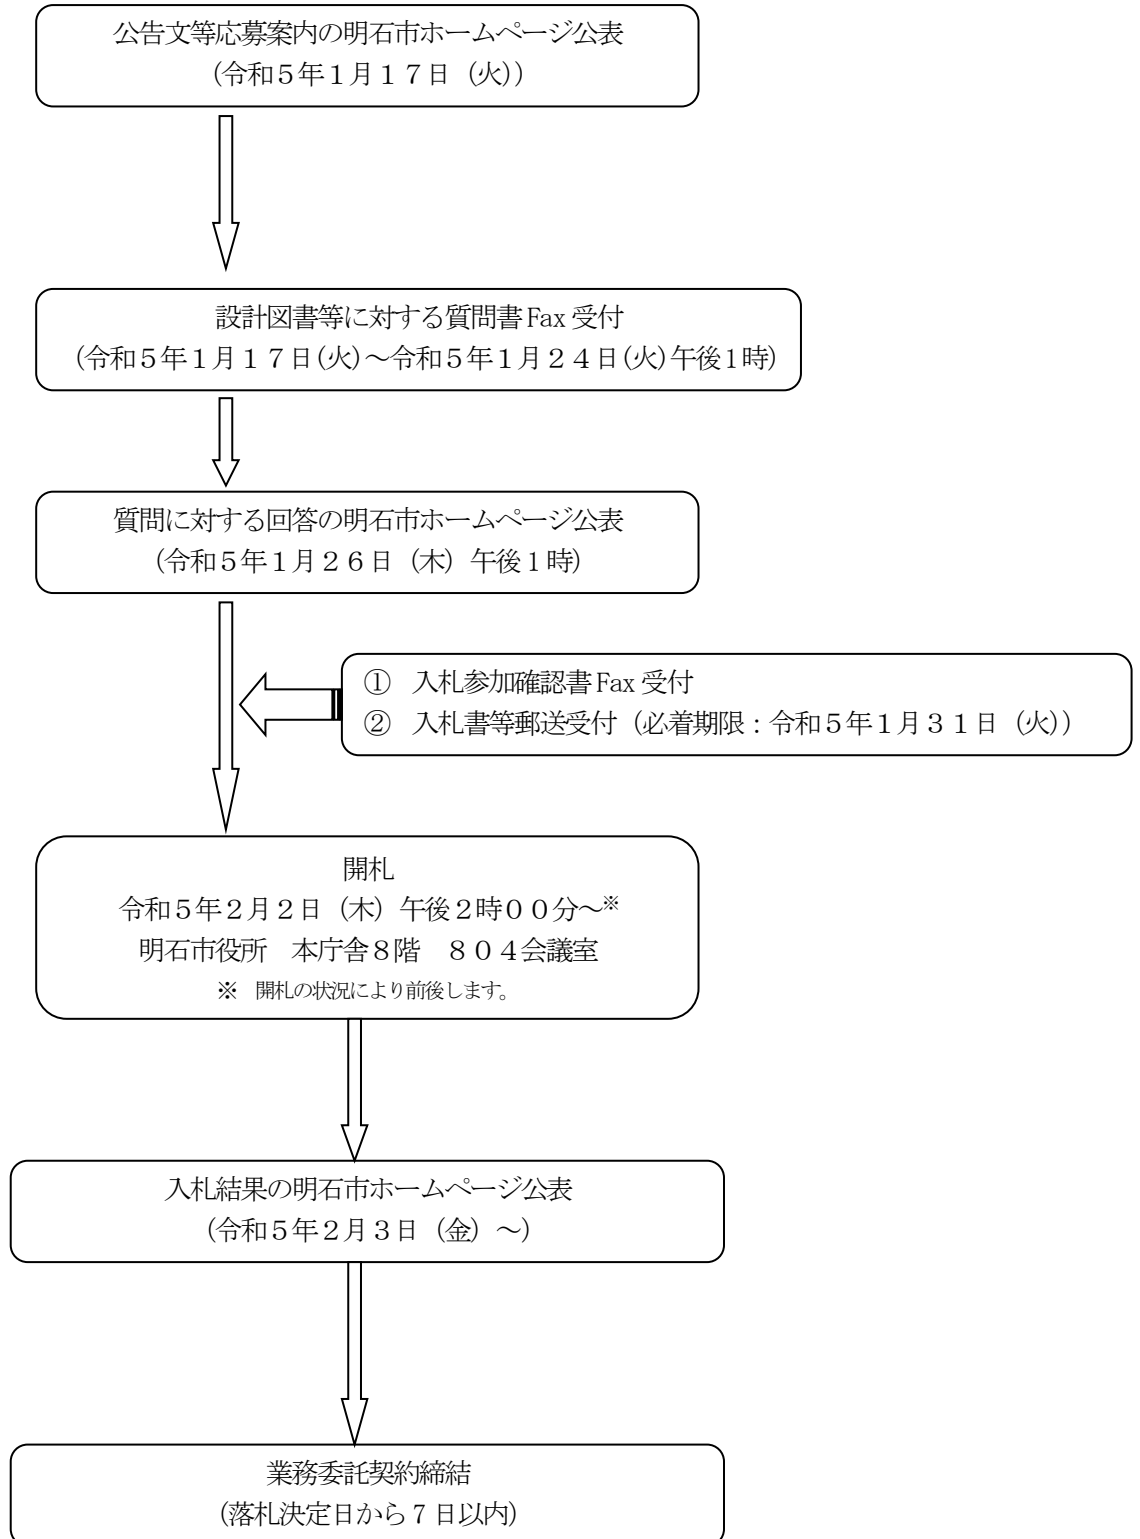 公告文等応募案内の明石市ホームページ公表
（令和５年１月１７日（火））
設計図書等に対する質問書 Fax 受付
（令和５年１月１７日(火)～令和５年１月２４日(火)午後１時）
質問に対する回答の明石市ホームページ公表
（令和５年１月２６日（木）午後１時）
①　入札参加確認書 Fax 受付
②　入札書等郵送受付（必着期限：令和５年１月３１日（火））
開札
令和５年２月２日（木）午後２時００分～※
明石市役所　本庁舎８階　８０４会議室
※　開札の状況により前後します。
入札結果の明石市ホームページ公表
（令和５年２月３日（金）～）
業務委託契約締結
（落札決定日から７日以内）